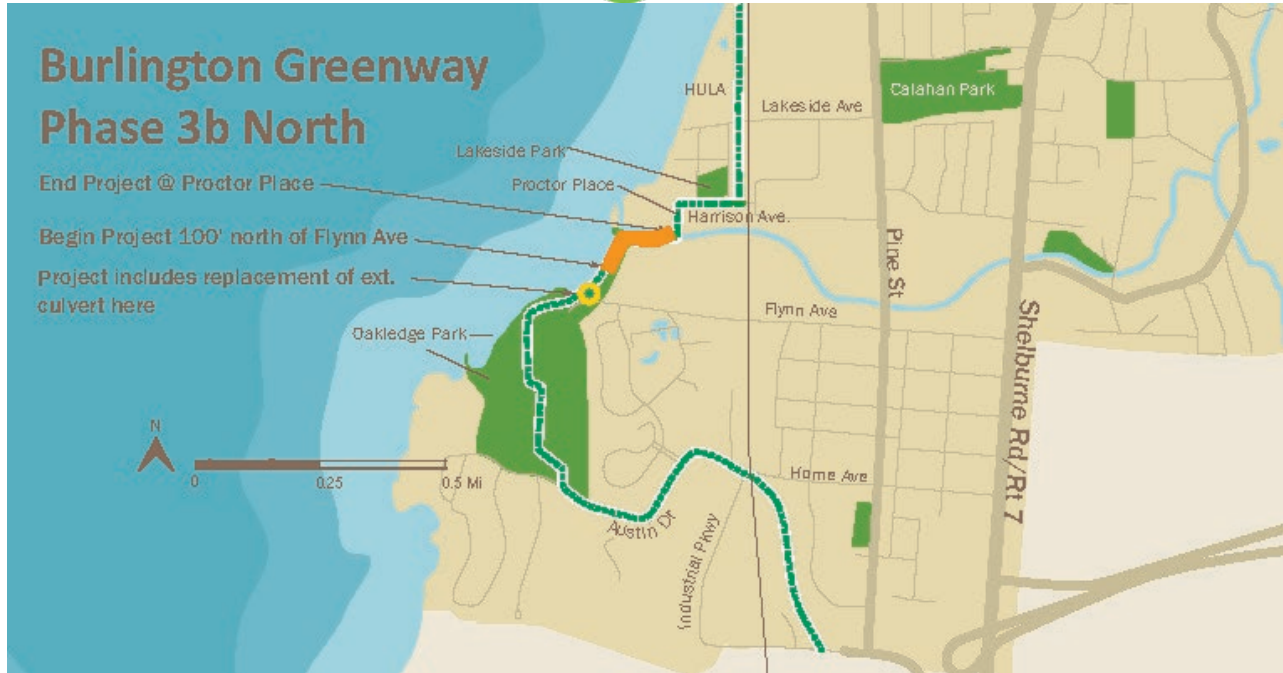 Burlington Greenway
Phase 3b North
End Project @ Proctor Place
Begin Project 100' north of Flynn Ave
Project includes replacement of ext.
culvert here
HULA
Lakeside Ave
Calahan Park
Lakeside Park
Proctor Place
Harrison Ave.
Pine St
Flynn Ave
Shelburne Rd/Rt 7
Oakledge Park
N
0
0.25
0.5 Mi
Home Ave
Austin Dr
Industrial Pkwy